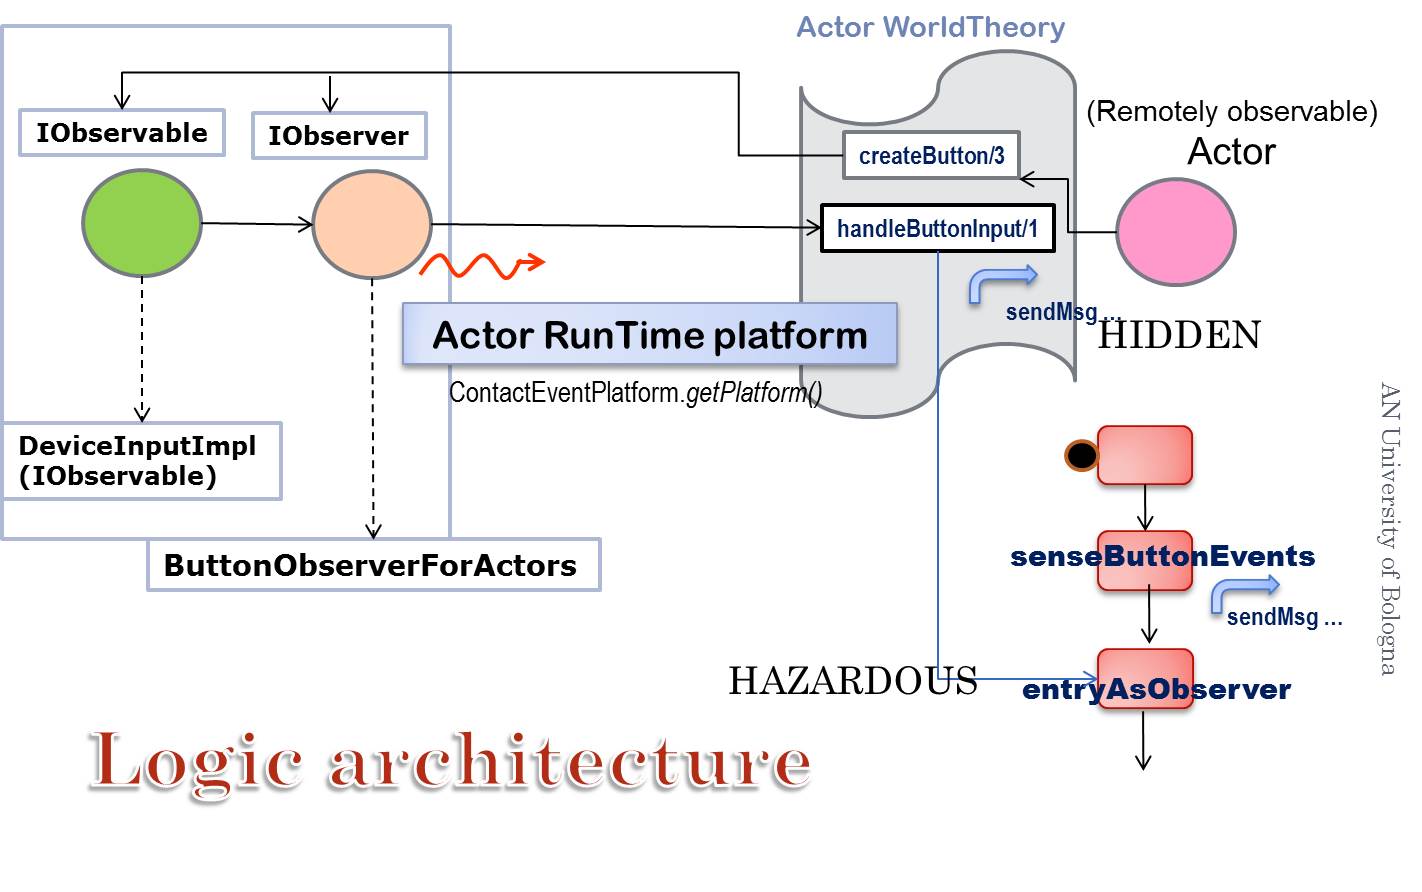 Actor WorldTheory
IObservable
IObserver
createButton/3
(Remotely observable)
Actor
handleButtonInput/1
sendMsg ...
HIDDEN
Actor RunTime platform
ContactEventPlatform.getPlatform()
DeviceInputImpl
(IObservable)
ButtonObserverForActors
senseButtonEvents
sendMsg ...
HAZARDOUS
entryAsObserver
Logic architecture
AN University of Bologna